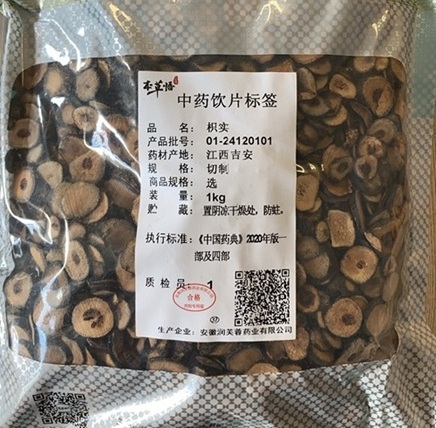 本草悟
中药饮片标签
品 名: 枳实
产品批号: 01-24120101
药材产地: 江西吉安
规 格: 切制
商品规格: 选
装 量: 1kg
贮 藏: 置阴凉干燥处，防蛀。
执行标准:《中国药典》2020年版一
部及四部
质 检 员: 1
合格
生产企业: 安徽润芙蓉药业有限公司